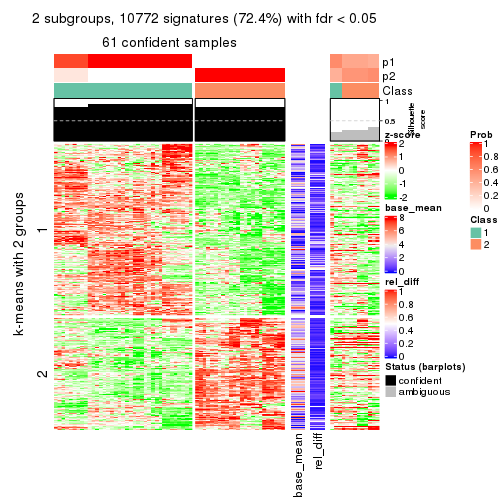 2 subgroups, 10772 signatures (72.4%) with fdr < 0.05
61 confident samples
p1
p2
Class
1
0.5
0
Silhouette
score
k-means with 2 groups
1
2
base_mean
rel_diff
z-score
2
1
0
-1
-2
base_mean
8
6
4
2
0
rel_diff
1
0.8
0.6
0.4
0.2
0
Status (barplots)
confident
ambiguous
Prob
1
0.8
0.6
0.4
0.2
0
Class
1
2